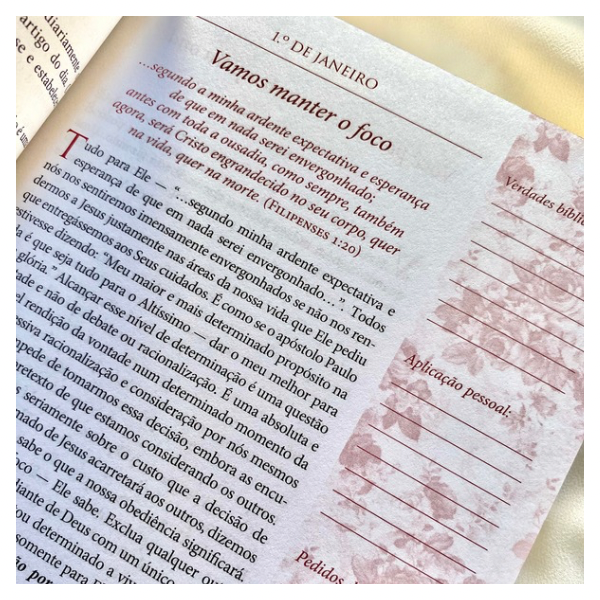 diariamente
artigo do dia
se e estabele
1.º DE JANEIRO
Vamos manter o foco
...segundo a minha ardente expectativa e esperança
de que em nada serei envergonhado;
antes com toda a ousadia, como sempre, também
agora, será Cristo engrandecido no seu corpo, quer
na vida, quer na morte. (FILIPENSES 1:20)
Tudo para Ele — “...segundo minha ardente expectativa e
esperança de que em nada serei envergonhado...”. Todos
nós nos sentiremos imensamente envergonhados se não nos ren-
dermos a Jesus justamente nas áreas da nossa vida que Ele pediu
que entregássemos aos Seus cuidados. É como se o apóstolo Paulo
estivesse dizendo: “Meu maior e mais determinado propósito na
é que seja tudo para o Altíssimo — dar o meu melhor para
glória.” Alcançar esse nível de determinação é uma questão
e não de debate ou racionalização. É uma absoluta e
rendição da vontade num determinado momento da
racionalização e consideração por nós mesmos
de tomarmos essa decisão, embora as encu-
de que estamos considerando os outros.
seriamente sobre o custo que a decisão de
de Jesus acarretará aos outros, dizemos
sabe o que a nossa obediência significará.
— Ele sabe. Exclua qualquer
de Deus com um único
determinado a
somente para
Verdades
Aplicação pessoal:
Pedidos